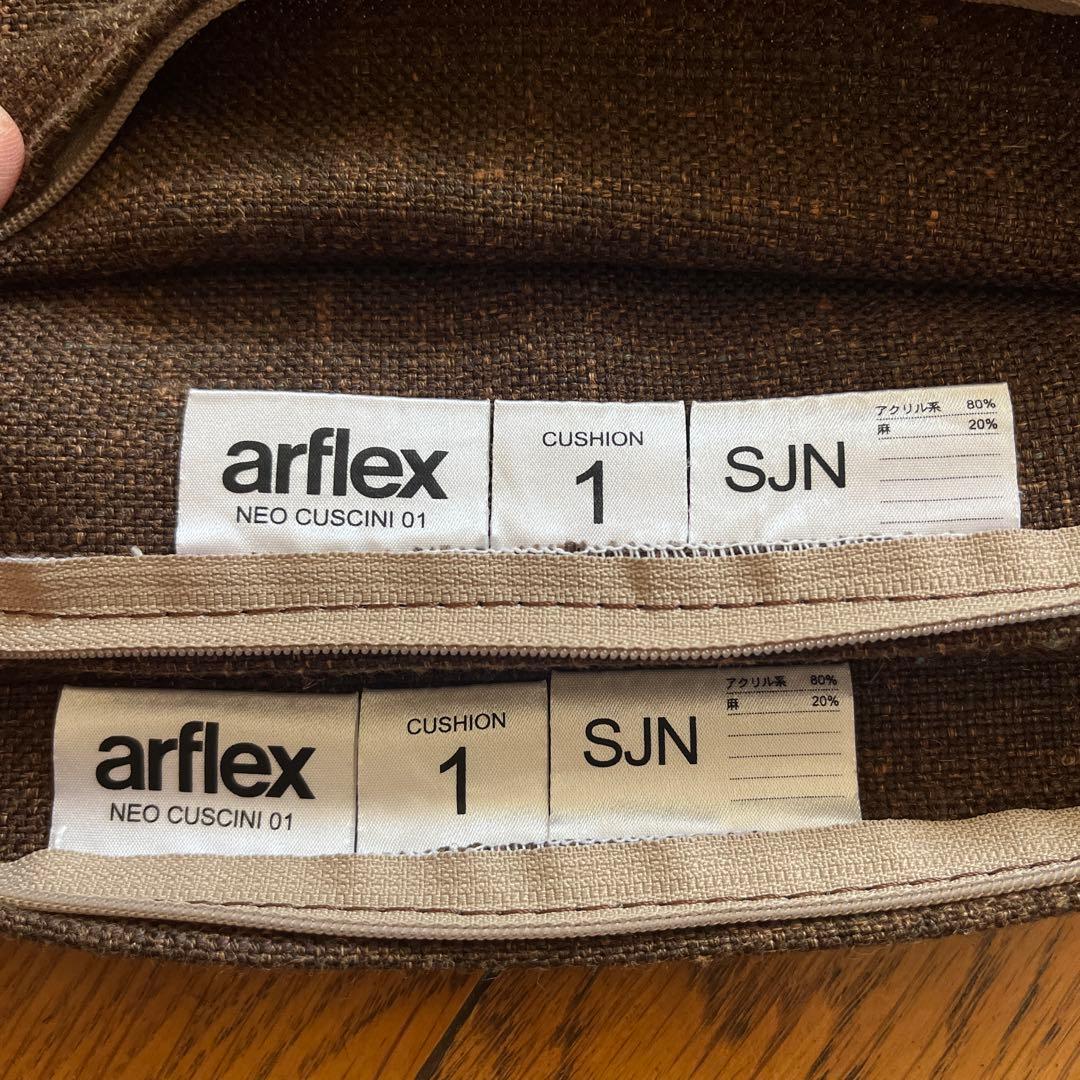 arflex
NEO CUSCINI 01
CUSHION
1
SJN
アクリル系 80%
麻 20%
arflex
NEO CUSCINI 01
CUSHION
1
SJN
アクリル系 80%
麻 20%